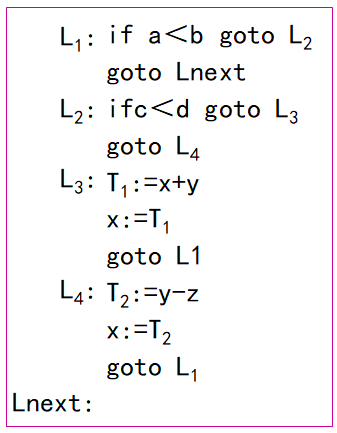 L₁: if a<b goto L₂
goto Lnext
L₂: ifc<d goto L₃
goto L₄
L₃: T₁:=x+y
x:=T₁
goto L1
L₄: T₂:=y-z
x:=T₂
goto L₁
Lnext: